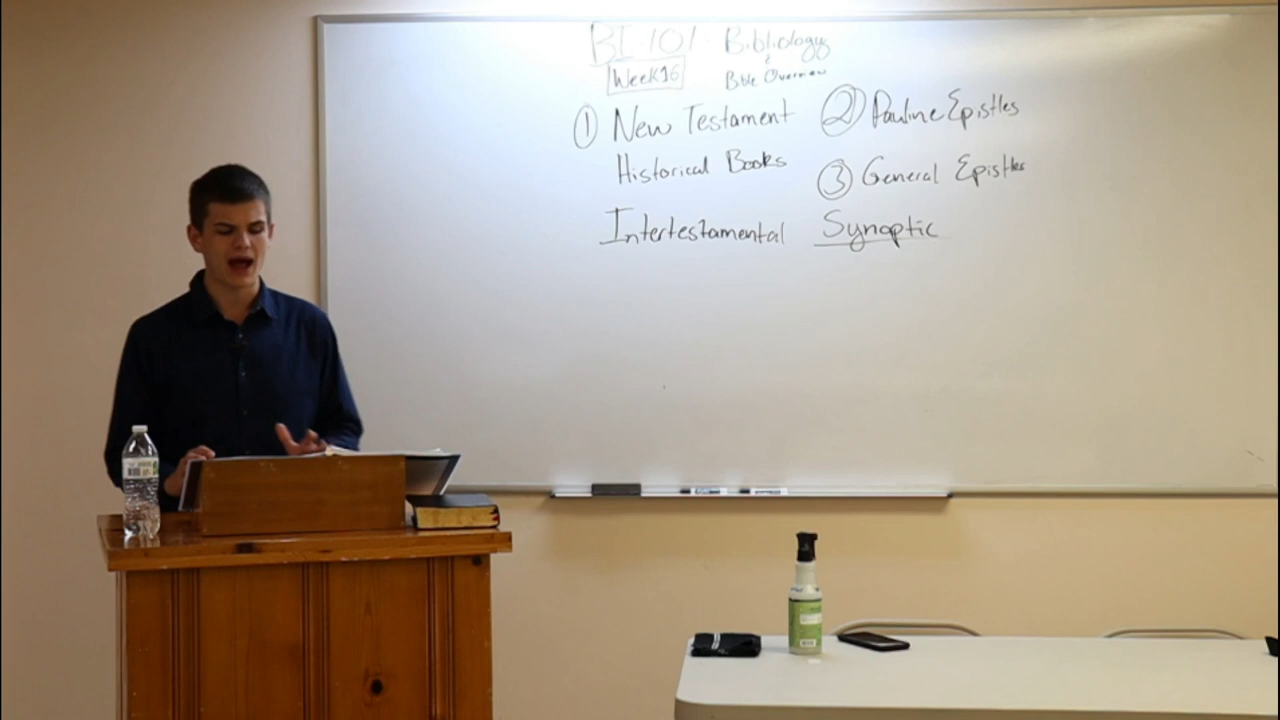 BI 101 Bibliology
&
Week 16 Bible Overview
① New Testament
Historical Books
② Pauline Epistles
③ General Epistles
Intertestamental Synoptic